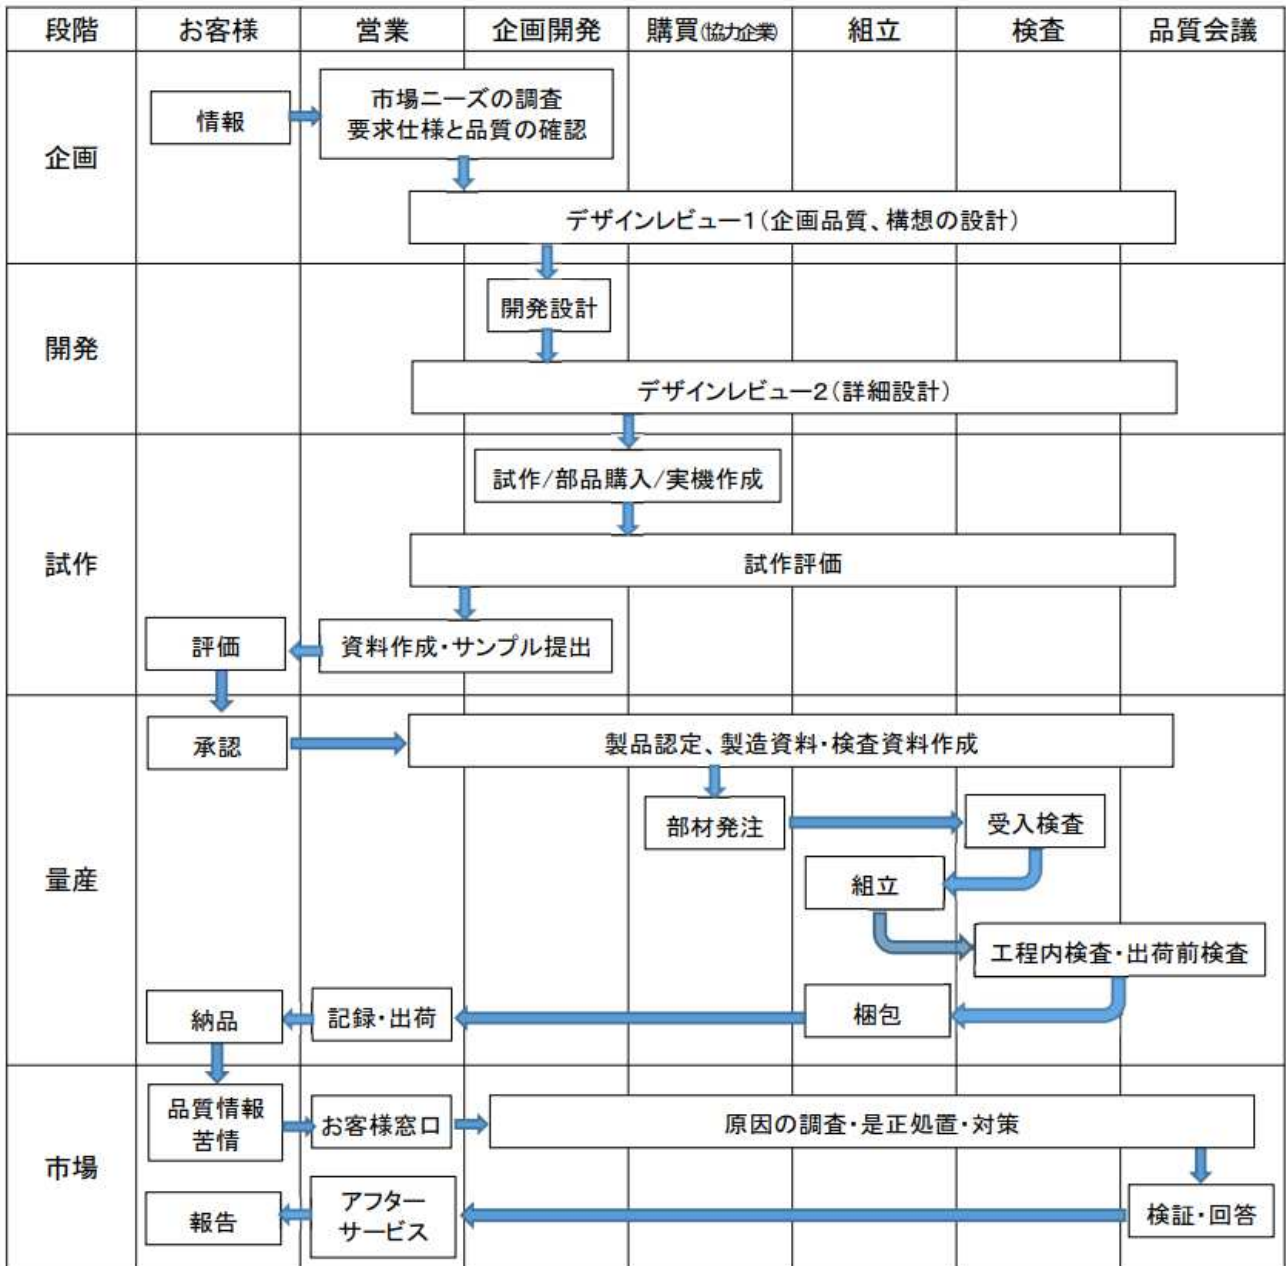 段階 お客様 営業 企画開発 購買(協力企業) 組立 検査 品質会議
企画
情報
市場ニーズの調査
要求仕様と品質の確認
デザインレビュー1(企画品質、構想の設計)
開発
開発設計
デザインレビュー2(詳細設計)
試作
試作/部品購入/実機作成
試作評価
評価
資料作成・サンプル提出
量産
承認
製品認定、製造資料・検査資料作成
部材発注
受入検査
組立
工程内検査・出荷前検査
納品
記録・出荷
梱包
市場
品質情報
苦情
お客様窓口
原因の調査・是正処置・対策
報告
アフター
サービス
検証・回答